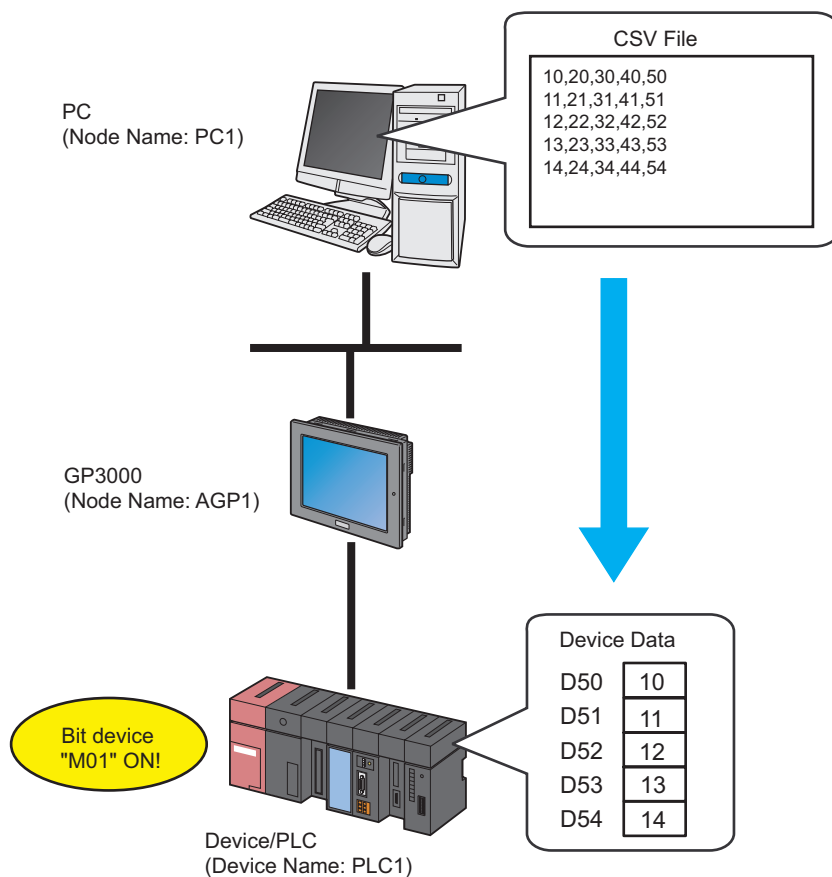 CSV File
10,20,30,40,50
11,21,31,41,51
12,22,32,42,52
13,23,33,43,53
14,24,34,44,54
PC
(Node Name: PC1)
GP3000
(Node Name: AGP1)
Device Data
D50 10
D51 11
D52 12
D53 13
D54 14
Bit device
"M01" ON!
Device/PLC
(Device Name: PLC1)